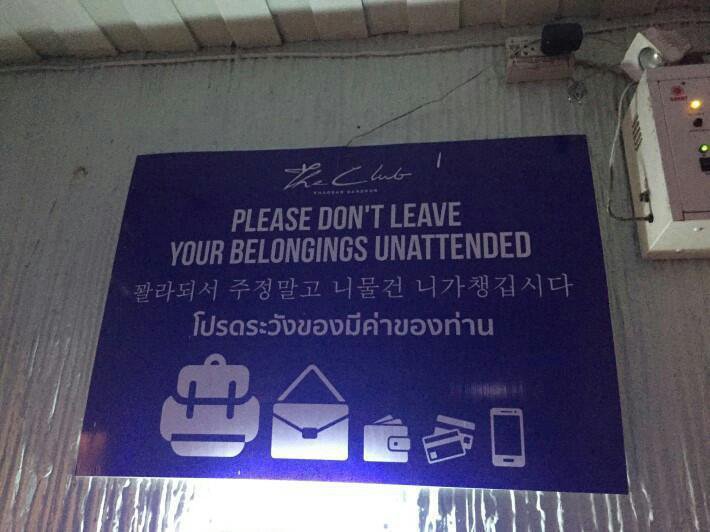 The Club
KHAOSAN BANGKOK
PLEASE DON'T LEAVE
YOUR BELONGINGS UNATTENDED
꽐라되서 주정말고 니물건 니가챙깁시다
โปรดระวังของมีค่าของท่าน